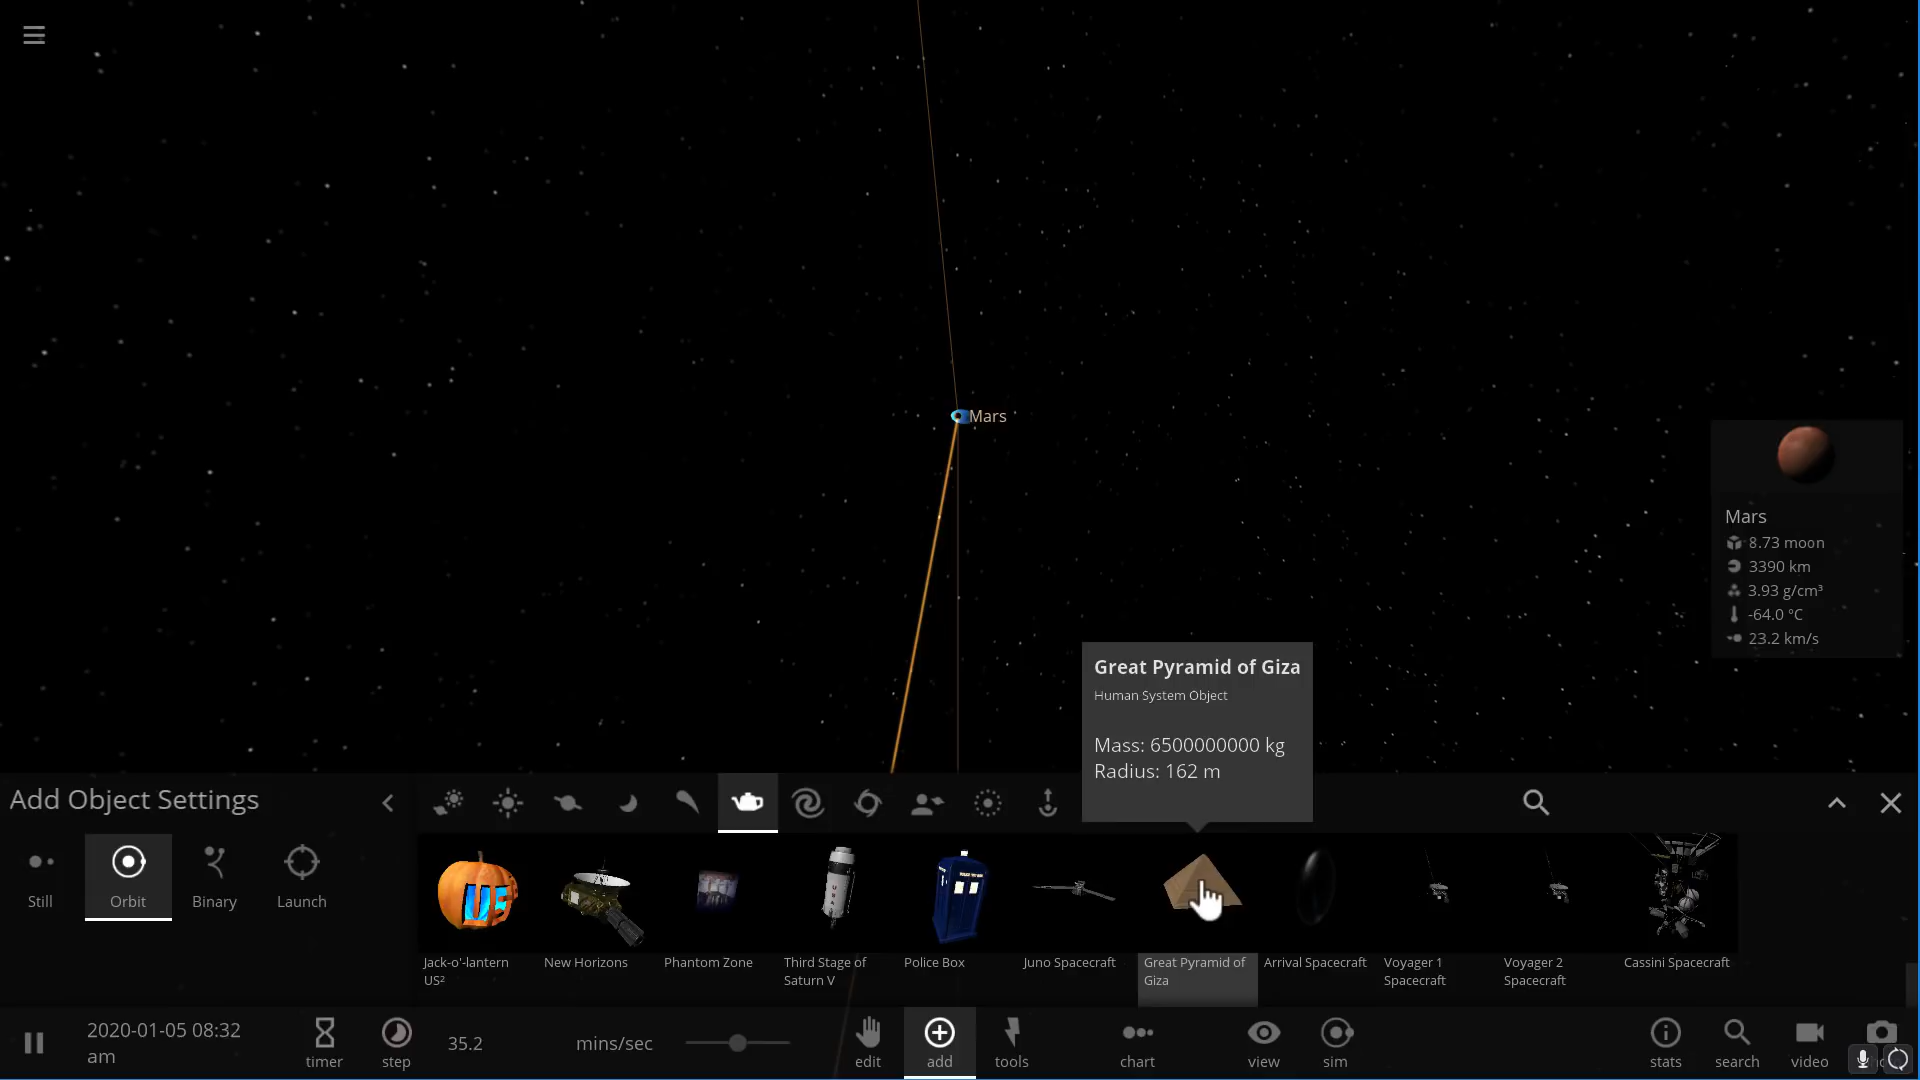 Mars
Mars
8.73 moon
3390 km
3.93 g/cm³
-64.0 °C
23.2 km/s
Great Pyramid of Giza
Human System Object
Mass: 6500000000 kg
Radius: 162 m
Add Object Settings
Still
Orbit
Binary
Launch
US
USA
Jack-o'-lantern
US²
New Horizons
Phantom Zone
Third Stage of
Saturn V
Police Box
Juno Spacecraft
Great Pyramid of
Giza
Arrival Spacecraft
Voyager 1
Spacecraft
Voyager 2
Spacecraft
Cassini Spacecraft
2020-01-05 08:32
am
timer
step
35.2
mins/sec
edit
add
tools
chart
view
sim
stats
search
video